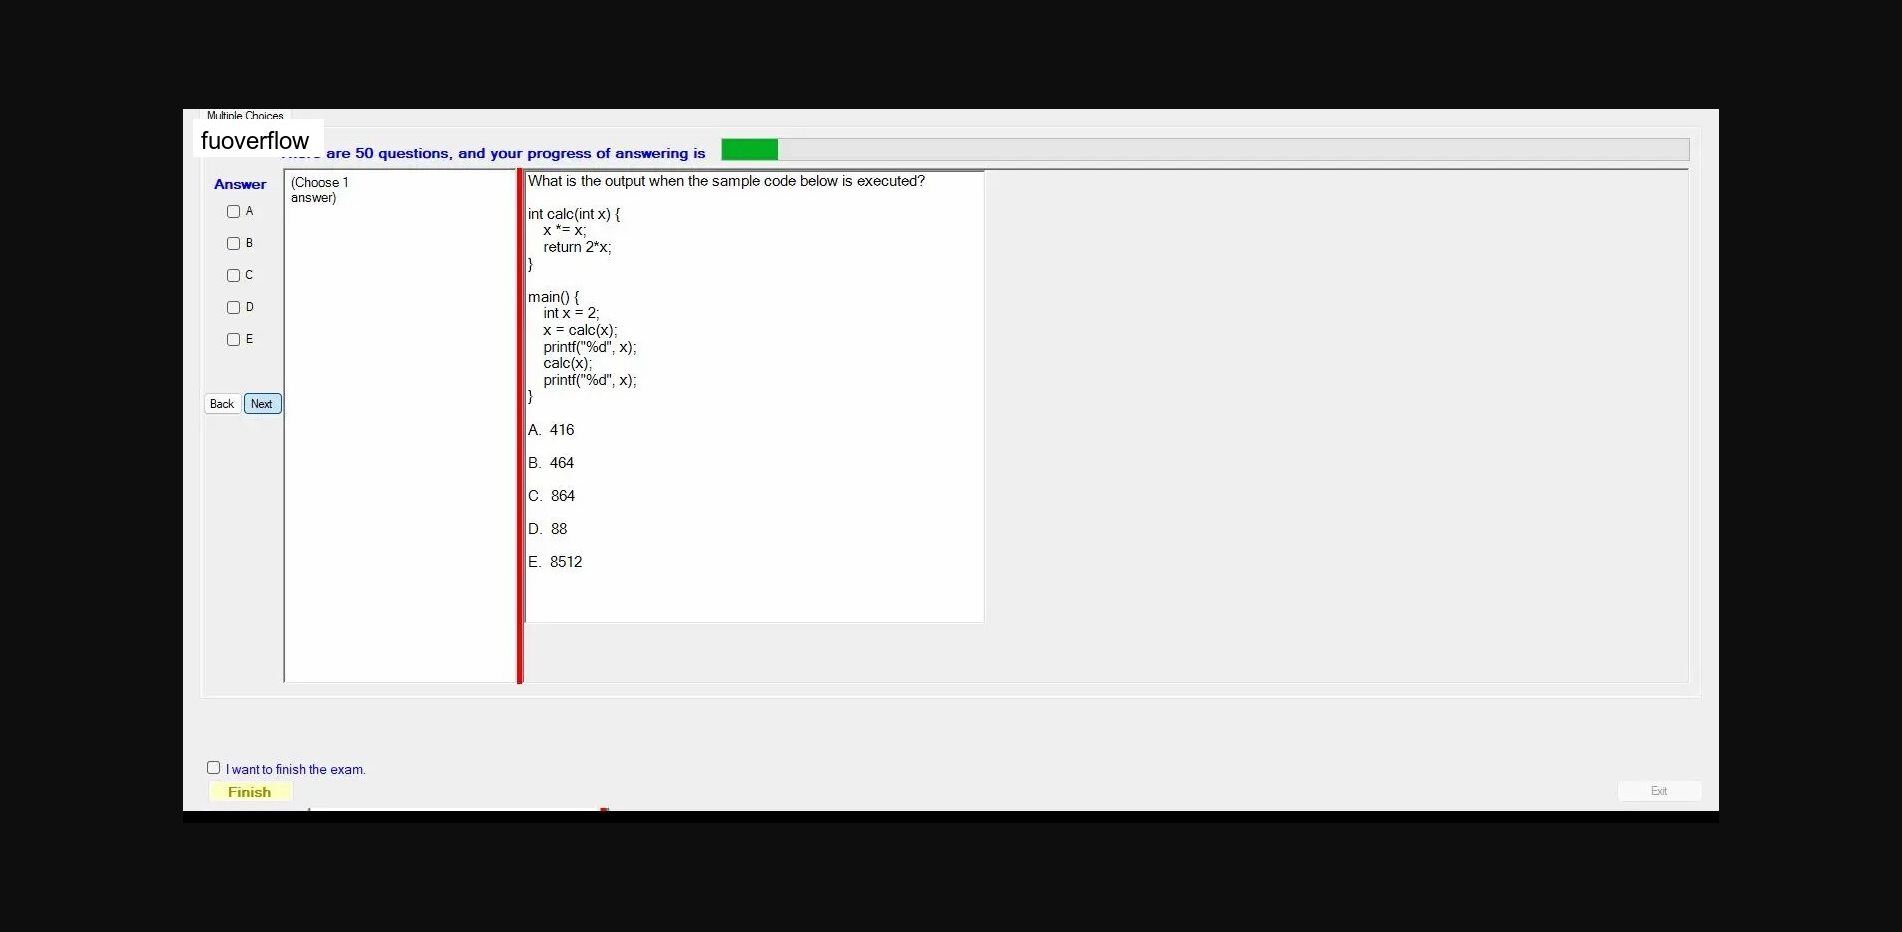 Multiple Choices
fuoverflow
are 50 questions, and your progress of answering is
Answer
(Choose 1
answer)
A
B
C
D
E
Back Next
What is the output when the sample code below is executed?
int calc(int x) {
x *= x;
return 2*x;
}
main() {
int x = 2;
x = calc(x);
printf("%d", x);
calc(x);
printf("%d", x);
}
A. 416
B. 464
C. 864
D. 88
E. 8512
I want to finish the exam.
Finish
Exit